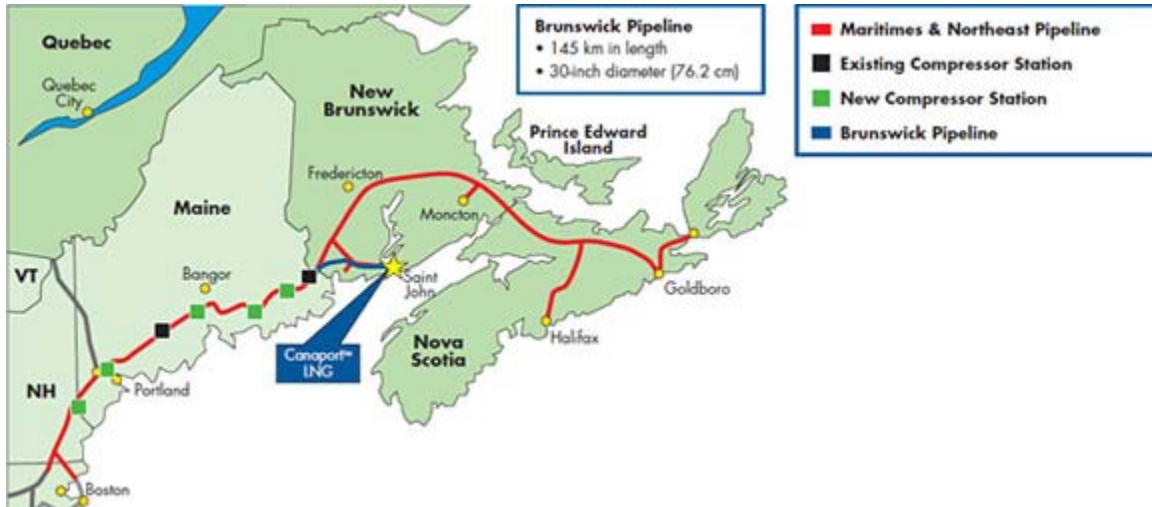 Quebec
Quebec
City
New
Brunswick
Brunswick Pipeline
• 145 km in length
• 30-inch diameter (76.2 cm)
Maritimes & Northeast Pipeline
Existing Compressor Station
New Compressor Station
Brunswick Pipeline
Prince Edward
Island
Fredericton
Maine
Moncton
VT
Bangor
Saint
John
Goldboro
Halifax
Nova
Scotia
Canaport™
LNG
NH
Portland
Boston